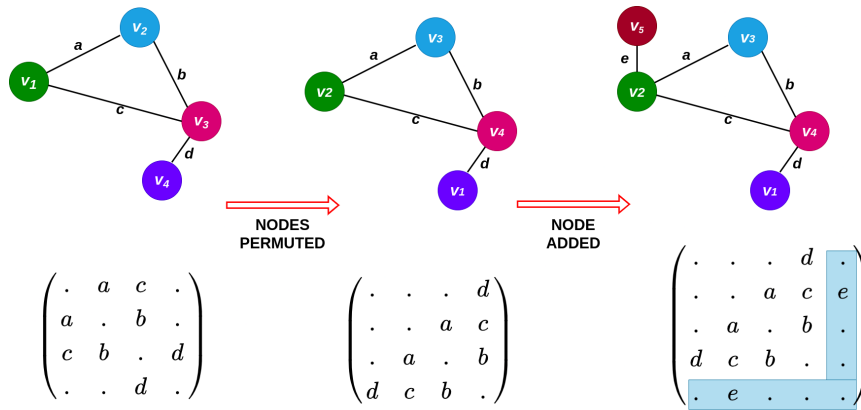 v₂
a
v₁
b
c
v₃
d
v₄
v₃
a
v2
b
c
v₄
d
v₁
v₅
e
v₃
a
v2
b
c
v₄
d
v₁
NODES
PERMUTED
NODE
ADDED
. a c .
a . b .
c b . d
. . d .
. . . d
. . a c
. a . b
d c b .
. . . d .
. . a c e
. a . b .
d c b . .
. e . . .